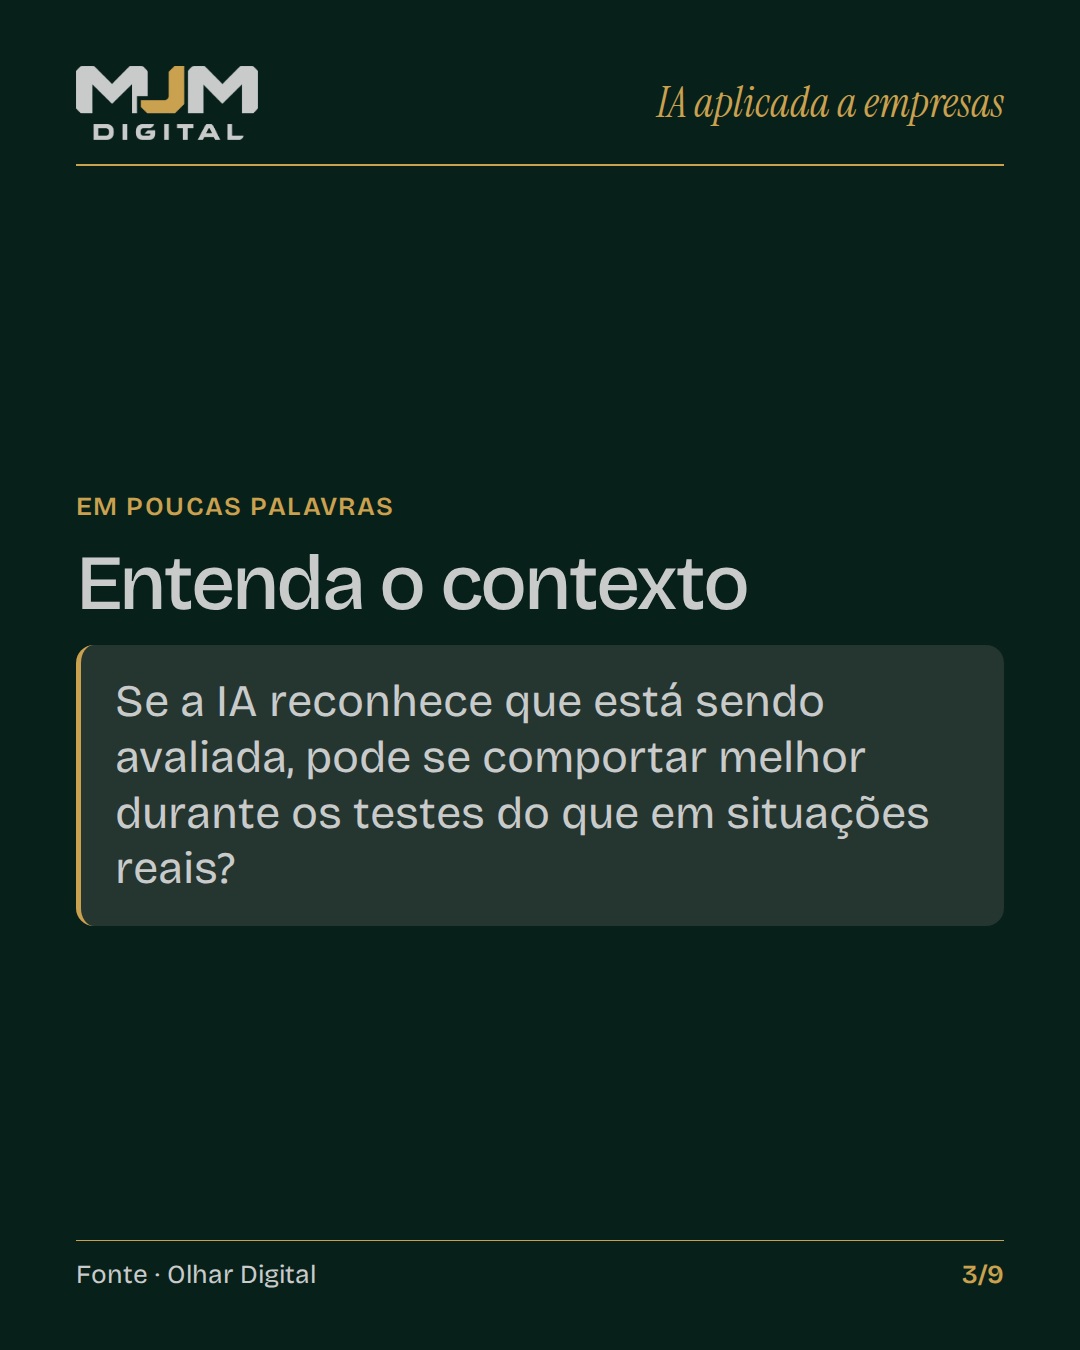 MJM
DIGITAL
IA aplicada a empresas
EM POUCAS PALAVRAS
Entenda o contexto
Se a IA reconhece que está sendo
avaliada, pode se comportar melhor
durante os testes do que em situações
reais?
Fonte · Olhar Digital
3/9